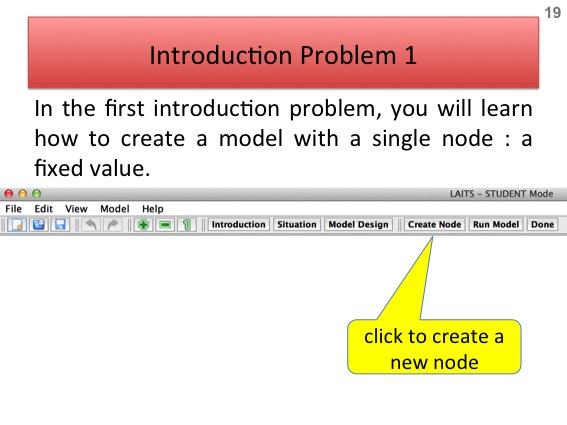 19
Introduction Problem 1
In the first introduction problem, you will learn
how to create a model with a single node : a
fixed value.
LAITS – STUDENT Mode
File Edit View Model Help
Introduction Situation Model Design Create Node Run Model Done
click to create a
new node